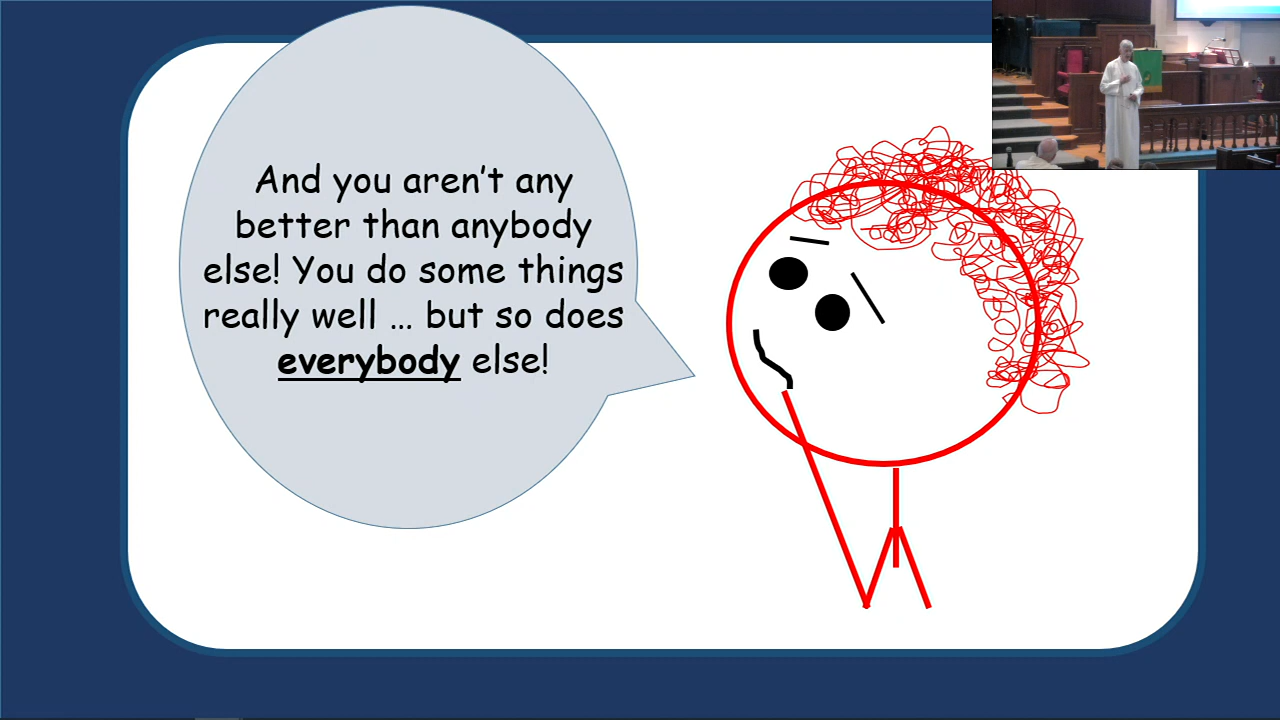 And you aren't any
better than anybody
else! You do some things
really well … but so does
everybody else!